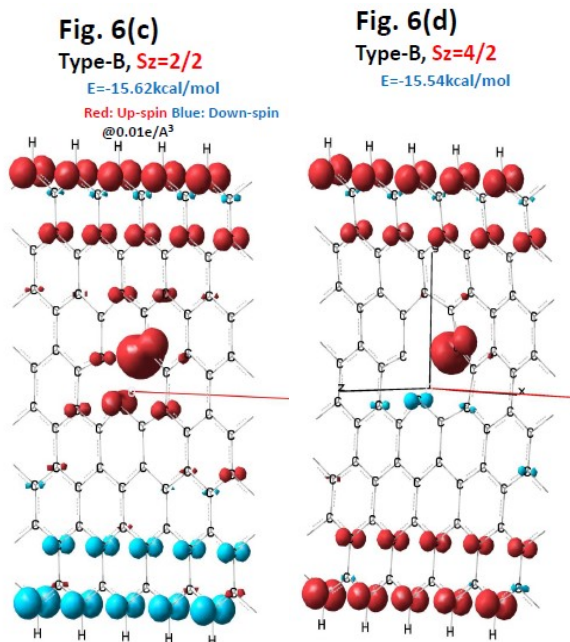 Fig. 6(c)
Type-B, Sz=2/2
E=-15.62kcal/mol
Red: Up-spin Blue: Down-spin
@0.01e/A³
H H H H H
C C C C C
H H H H H
Fig. 6(d)
Type-B, Sz=4/2
E=-15.54kcal/mol
H H H H H
C C C C C
Z X
H H H H H